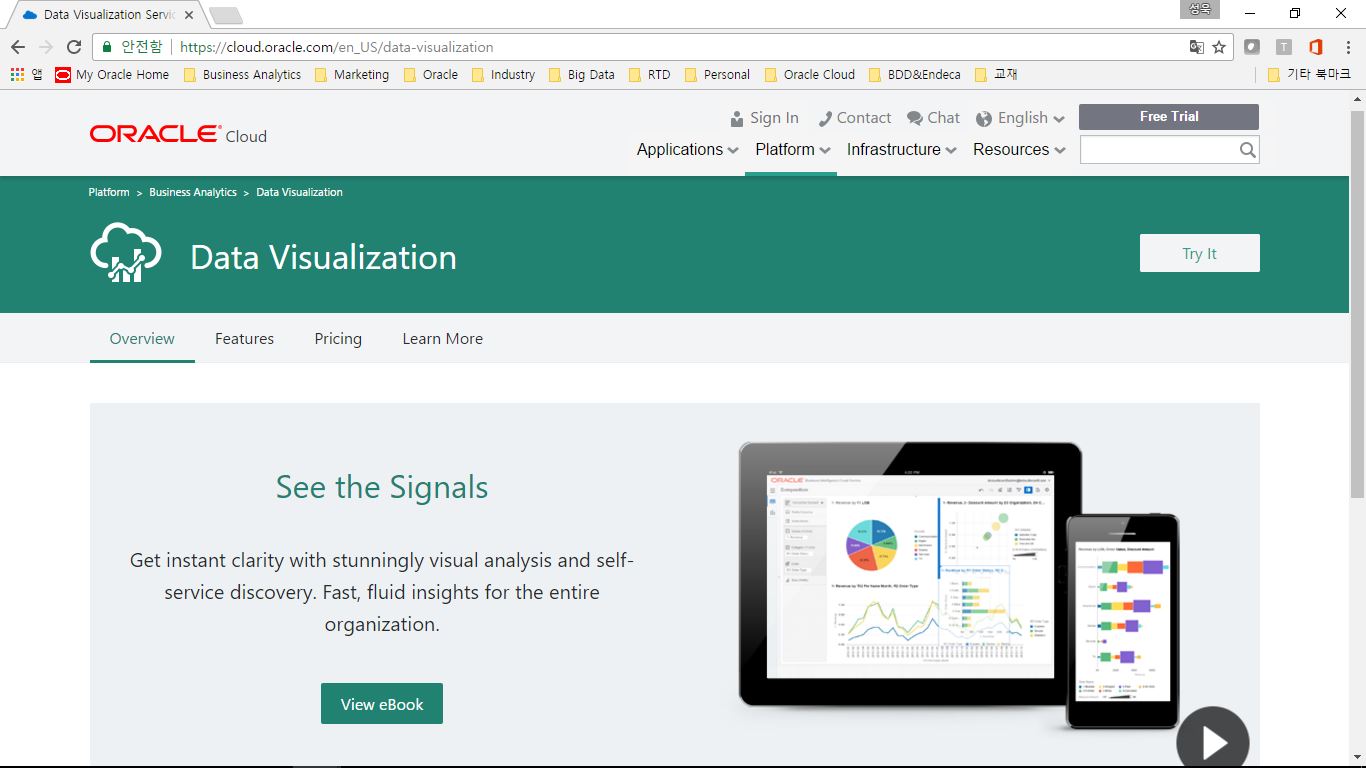 Data Visualization Servic
성욱
안전함 https://cloud.oracle.com/en_US/data-visualization
앱 My Oracle Home Business Analytics Marketing Oracle Industry Big Data RTD Personal Oracle Cloud BDD&Endeca 교재 기타 북마크
Sign In Contact Chat English Free Trial
ORACLE Cloud
Applications Platform Infrastructure Resources
Platform > Business Analytics > Data Visualization
Data Visualization
Try It
Overview Features Pricing Learn More
See the Signals
Get instant clarity with stunningly visual analysis and self-
service discovery. Fast, fluid insights for the entire
organization.
View eBook
ORACLE